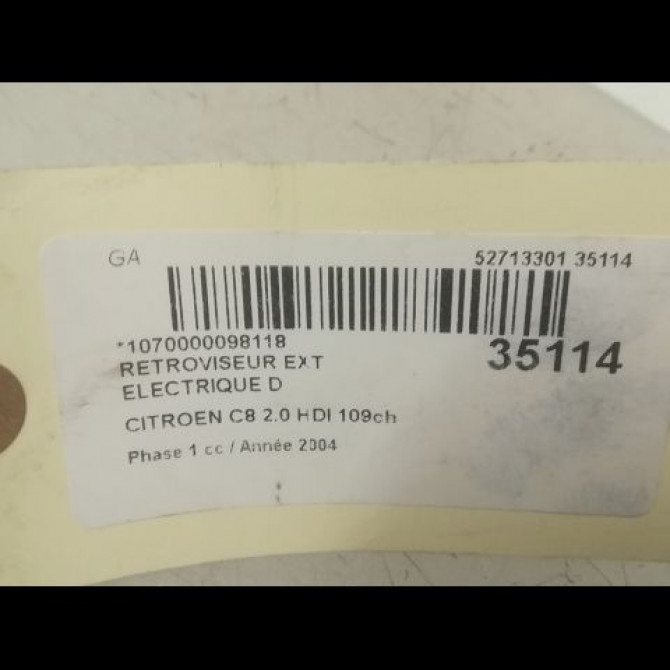 GA
52713301 35114
*1070000098118
35114
RETROVISEUR EXT
ELECTRIQUE D
CITROEN C8 2.0 HDI 109ch
Phase 1 cc / Année 2004